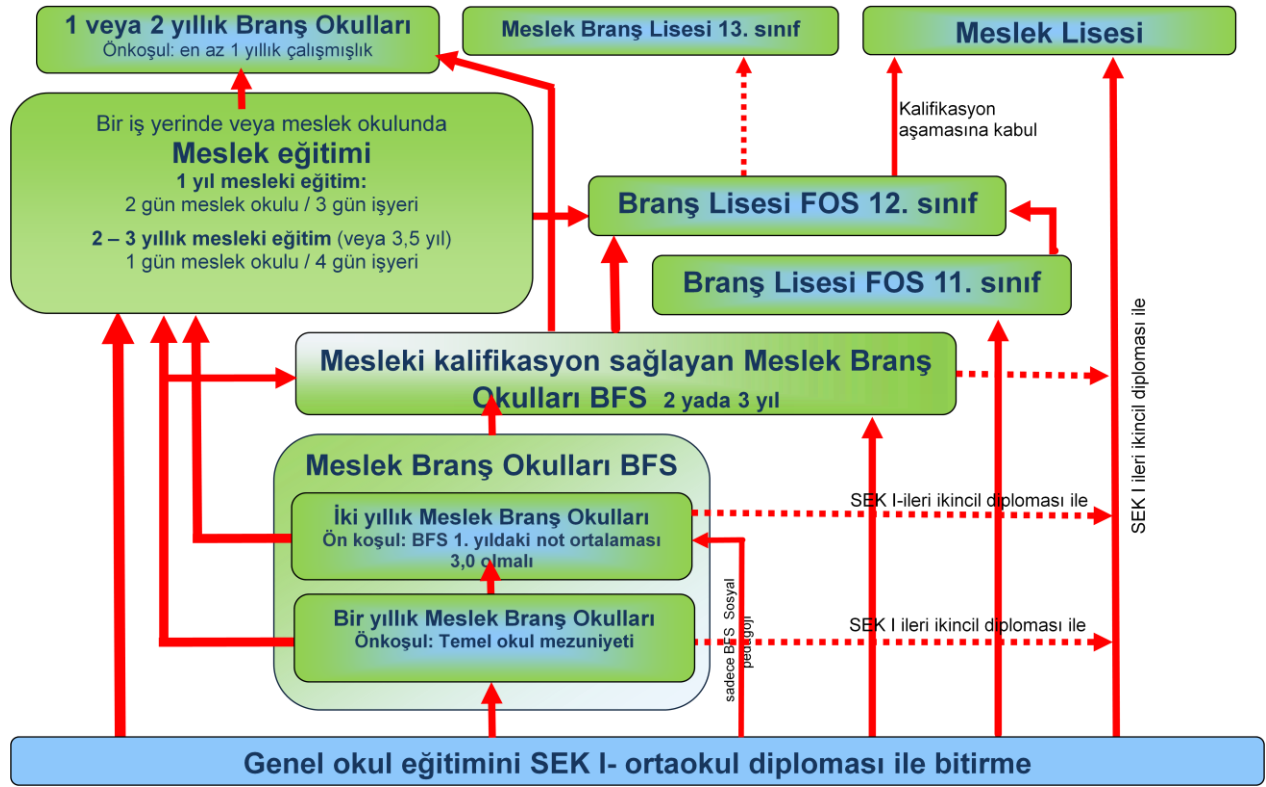 1 veya 2 yıllık Branş Okulları
Önkoşul: en az 1 yıllık çalışmışlık
Meslek Branş Lisesi 13. sınıf
Meslek Lisesi
Bir iş yerinde veya meslek okulunda
Meslek eğitimi
1 yıl mesleki eğitim:
2 gün meslek okulu / 3 gün işyeri
2 – 3 yıllık mesleki eğitim (veya 3,5 yıl)
1 gün meslek okulu / 4 gün işyeri
Kalifikasyon
aşamasına kabul
Branş Lisesi FOS 12. sınıf
Branş Lisesi FOS 11. sınıf
SEK I ileri ikincil diploması ile
Mesleki kalifikasyon sağlayan Meslek Branş
Okulları BFS 2 yada 3 yıl
Meslek Branş Okulları BFS
İki yıllık Meslek Branş Okulları
Ön koşul: BFS 1. yıldaki not ortalaması
3,0 olmalı
SEK I-ileri ikincil diploması ile
Bir yıllık Meslek Branş Okulları
Önkoşul: Temel okul mezuniyeti
SEK I ileri ikincil diploması ile
sadece BFS Sosyal
pedagoji
Genel okul eğitimini SEK I- ortaokul diploması ile bitirme